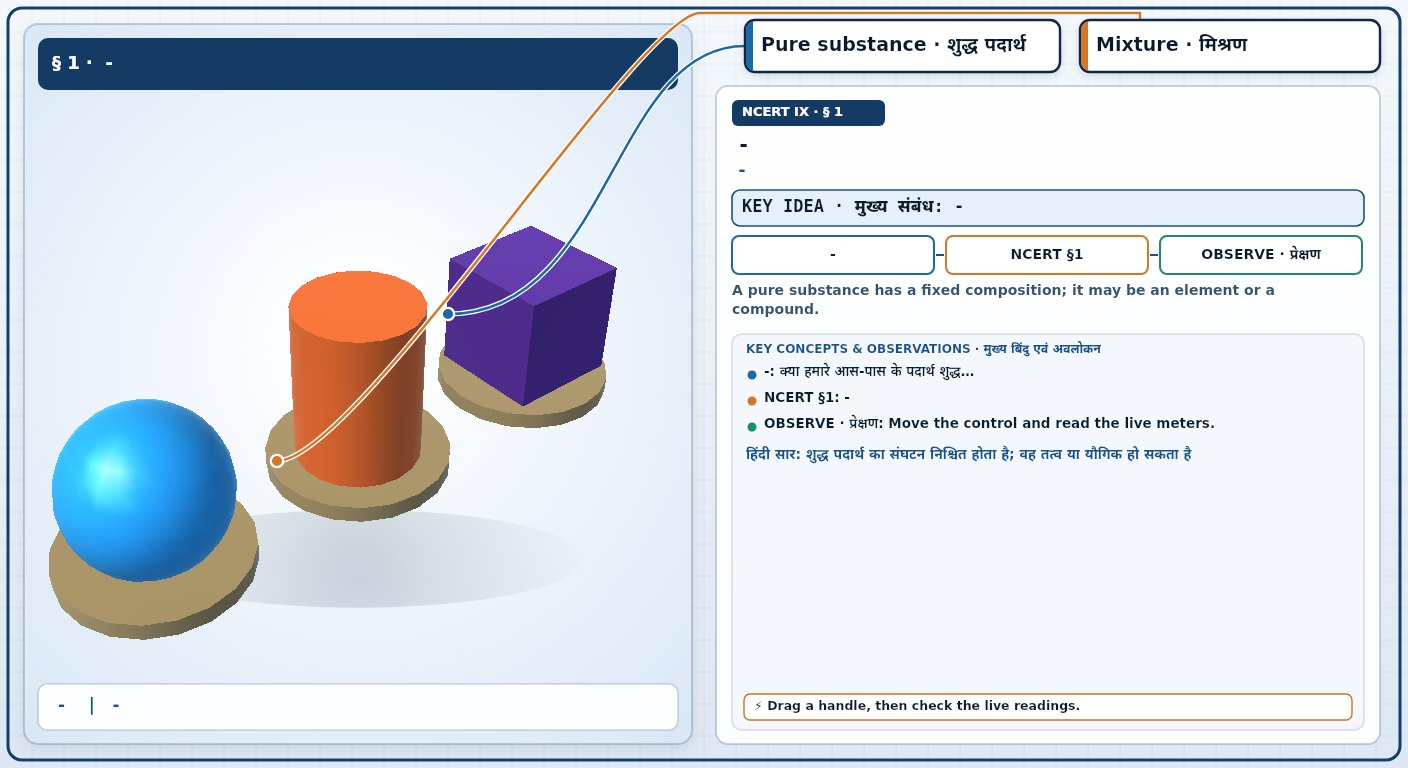 § 1 · -
Pure substance · शुद्ध पदार्थ
Mixture · मिश्रण
NCERT IX · § 1
-
-
KEY IDEA · मुख्य संबंध: -
-
NCERT §1
OBSERVE · प्रेक्षण
A pure substance has a fixed composition; it may be an element or a
compound.
KEY CONCEPTS & OBSERVATIONS · मुख्य बिंदु एवं अवलोकन
-: क्या हमारे आस-पास के पदार्थ शुद्ध…
NCERT §1: -
OBSERVE · प्रेक्षण: Move the control and read the live meters.
हिंदी सार: शुद्ध पदार्थ का संघटन निश्चित होता है; वह तत्व या यौगिक हो सकता है
⚡ Drag a handle, then check the live readings.
- | -